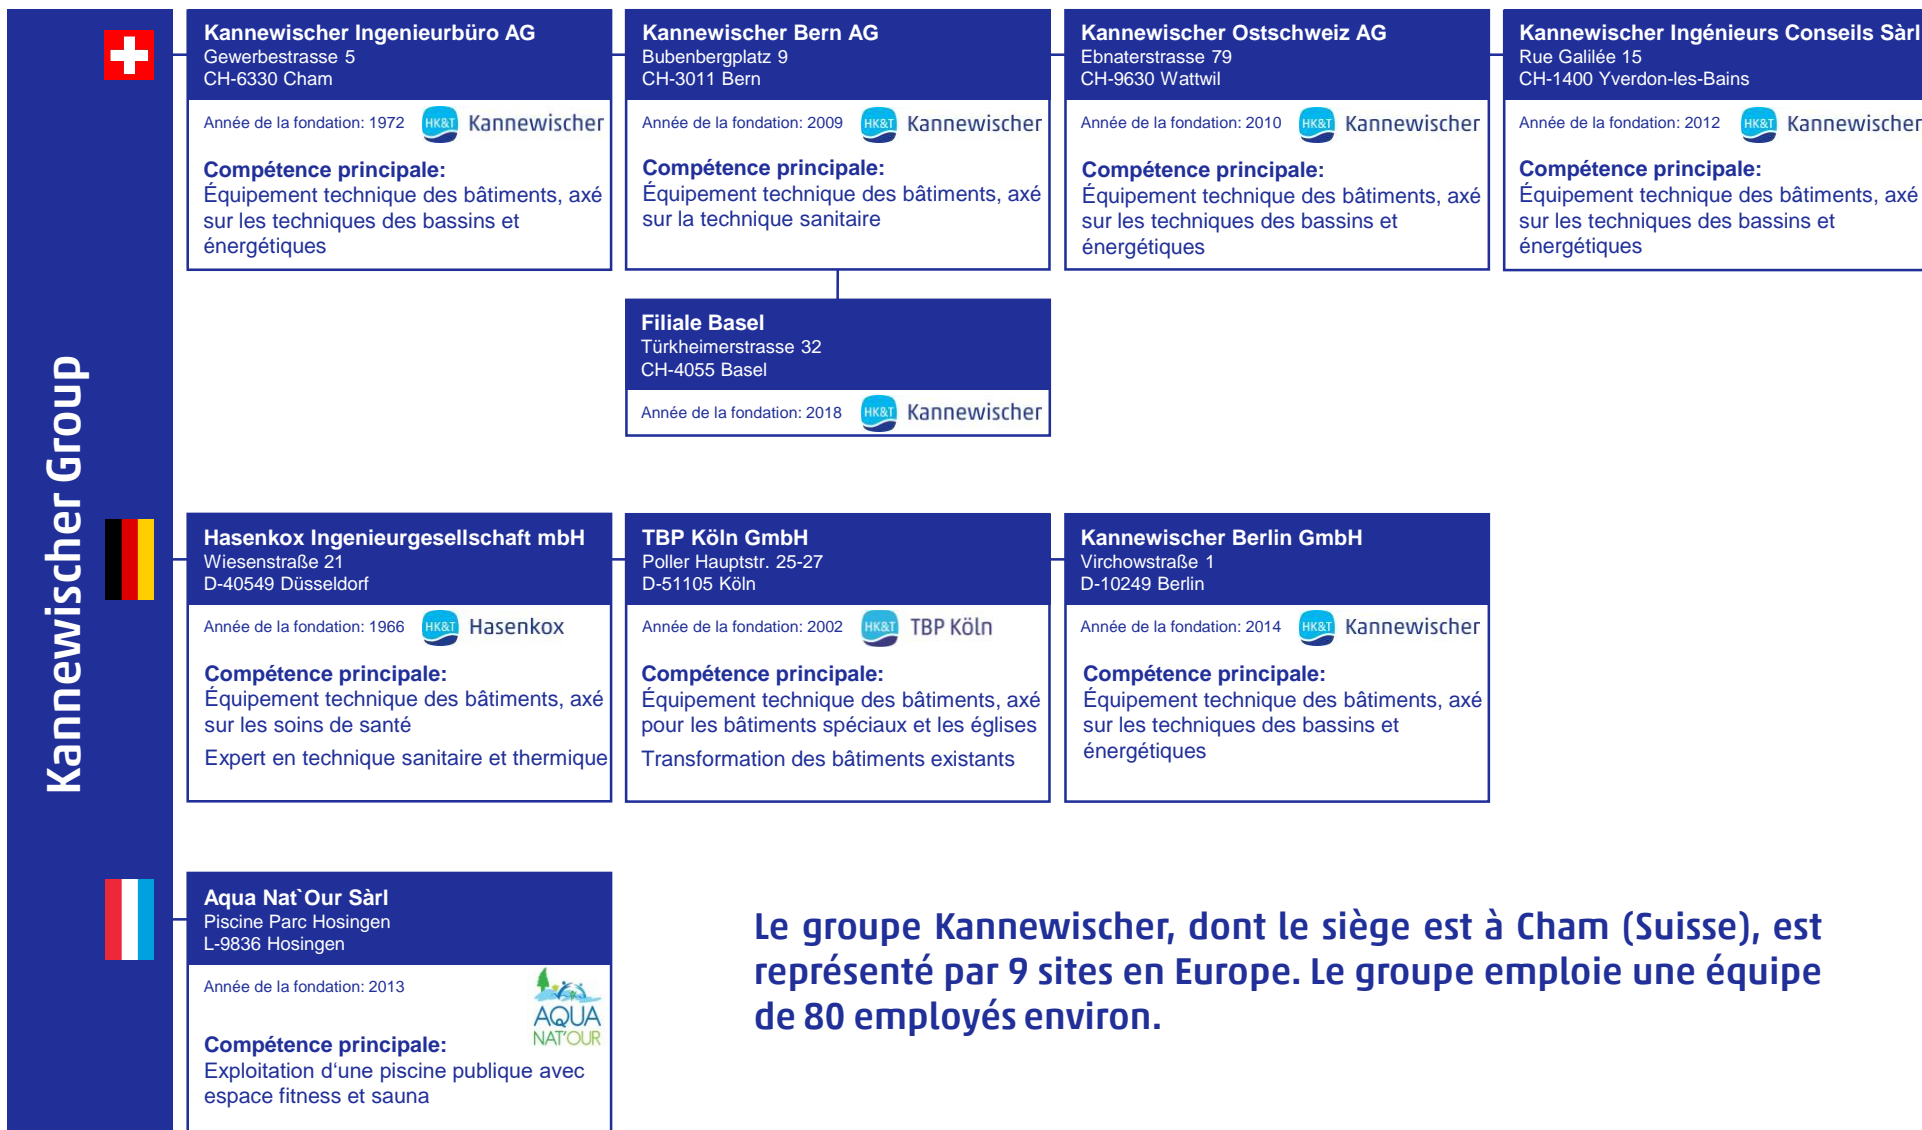 Kannewischer Group
Kannewischer Ingenieurbüro AG
Gewerbestrasse 5
CH-6330 Cham
Année de la fondation: 1972
HK&T Kannewischer
Compétence principale:
Équipement technique des bâtiments, axé
sur les techniques des bassins et
énergétiques
Kannewischer Bern AG
Bubenbergplatz 9
CH-3011 Bern
Année de la fondation: 2009
HK&T Kannewischer
Compétence principale:
Équipement technique des bâtiments, axé
sur la technique sanitaire
Kannewischer Ostschweiz AG
Ebnaterstrasse 79
CH-9630 Wattwil
Année de la fondation: 2010
HK&T Kannewischer
Compétence principale:
Équipement technique des bâtiments, axé
sur les techniques des bassins et
énergétiques
Kannewischer Ingénieurs Conseils Sàrl
Rue Galilée 15
CH-1400 Yverdon-les-Bains
Année de la fondation: 2012
HK&T Kannewischer
Compétence principale:
Équipement technique des bâtiments, axé
sur les techniques des bassins et
énergétiques
Filiale Basel
Türkheimerstrasse 32
CH-4055 Basel
Année de la fondation: 2018
HK&T Kannewischer
Hasenkox Ingenieurgesellschaft mbH
Wiesenstraße 21
D-40549 Düsseldorf
Année de la fondation: 1966
HK&T Hasenkox
Compétence principale:
Équipement technique des bâtiments, axé
sur les soins de santé
Expert en technique sanitaire et thermique
TBP Köln GmbH
Poller Hauptstr. 25-27
D-51105 Köln
Année de la fondation: 2002
HK&T TBP Köln
Compétence principale:
Équipement technique des bâtiments, axé
pour les bâtiments spéciaux et les églises
Transformation des bâtiments existants
Kannewischer Berlin GmbH
Virchowstraße 1
D-10249 Berlin
Année de la fondation: 2014
HK&T Kannewischer
Compétence principale:
Équipement technique des bâtiments, axé
sur les techniques des bassins et
énergétiques
Aqua Nat`Our Sàrl
Piscine Parc Hosingen
L-9836 Hosingen
Année de la fondation: 2013
AQUA
NAT'OUR
Compétence principale:
Exploitation d‘une piscine publique avec
espace fitness et sauna
Le groupe Kannewischer, dont le siège est à Cham (Suisse), est
représenté par 9 sites en Europe. Le groupe emploie une équipe
de 80 employés environ.